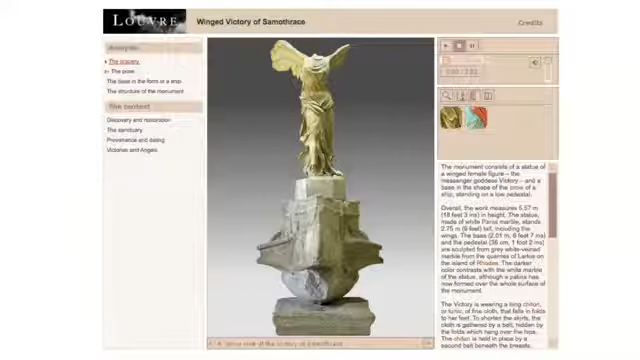 LOUVRE
Winged Victory of Samothrace
Credits
Analysis
The drapery
The pose
The base in the form of a ship
The structure of the monument
The context
Discovery and restoration
The sanctuary
Provenance and dating
Victories and Angels
The monument consists of a statue of
a winged female figure – the
messenger goddess Victory – and a
base in the shape of the prow of a
ship, standing on a low pedestal.
Overall, the work measures 5.57 m
(18 feet 3 ins) in height. The statue,
made of white Paros marble, stands
2.75 m (9 feet) tall, including the
wings. The base (2.01 m, 6 feet 7 ins)
and the pedestal (36 cm, 1 foot 2 ins)
are sculpted from grey white-veined
marble from the quarries of Lartos on
the island of Rhodes. The darker
color contrasts with the white marble
of the statue, although a patina has
now formed over the whole surface of
the monument.
The Victory is wearing a long chiton,
or tunic, of fine cloth, that falls in folds
to her feet. To shorten the skirts, the
cloth is gathered by a belt, hidden by
the folds which hang over the hips.
The chiton is held in place by a
second belt beneath the breasts.